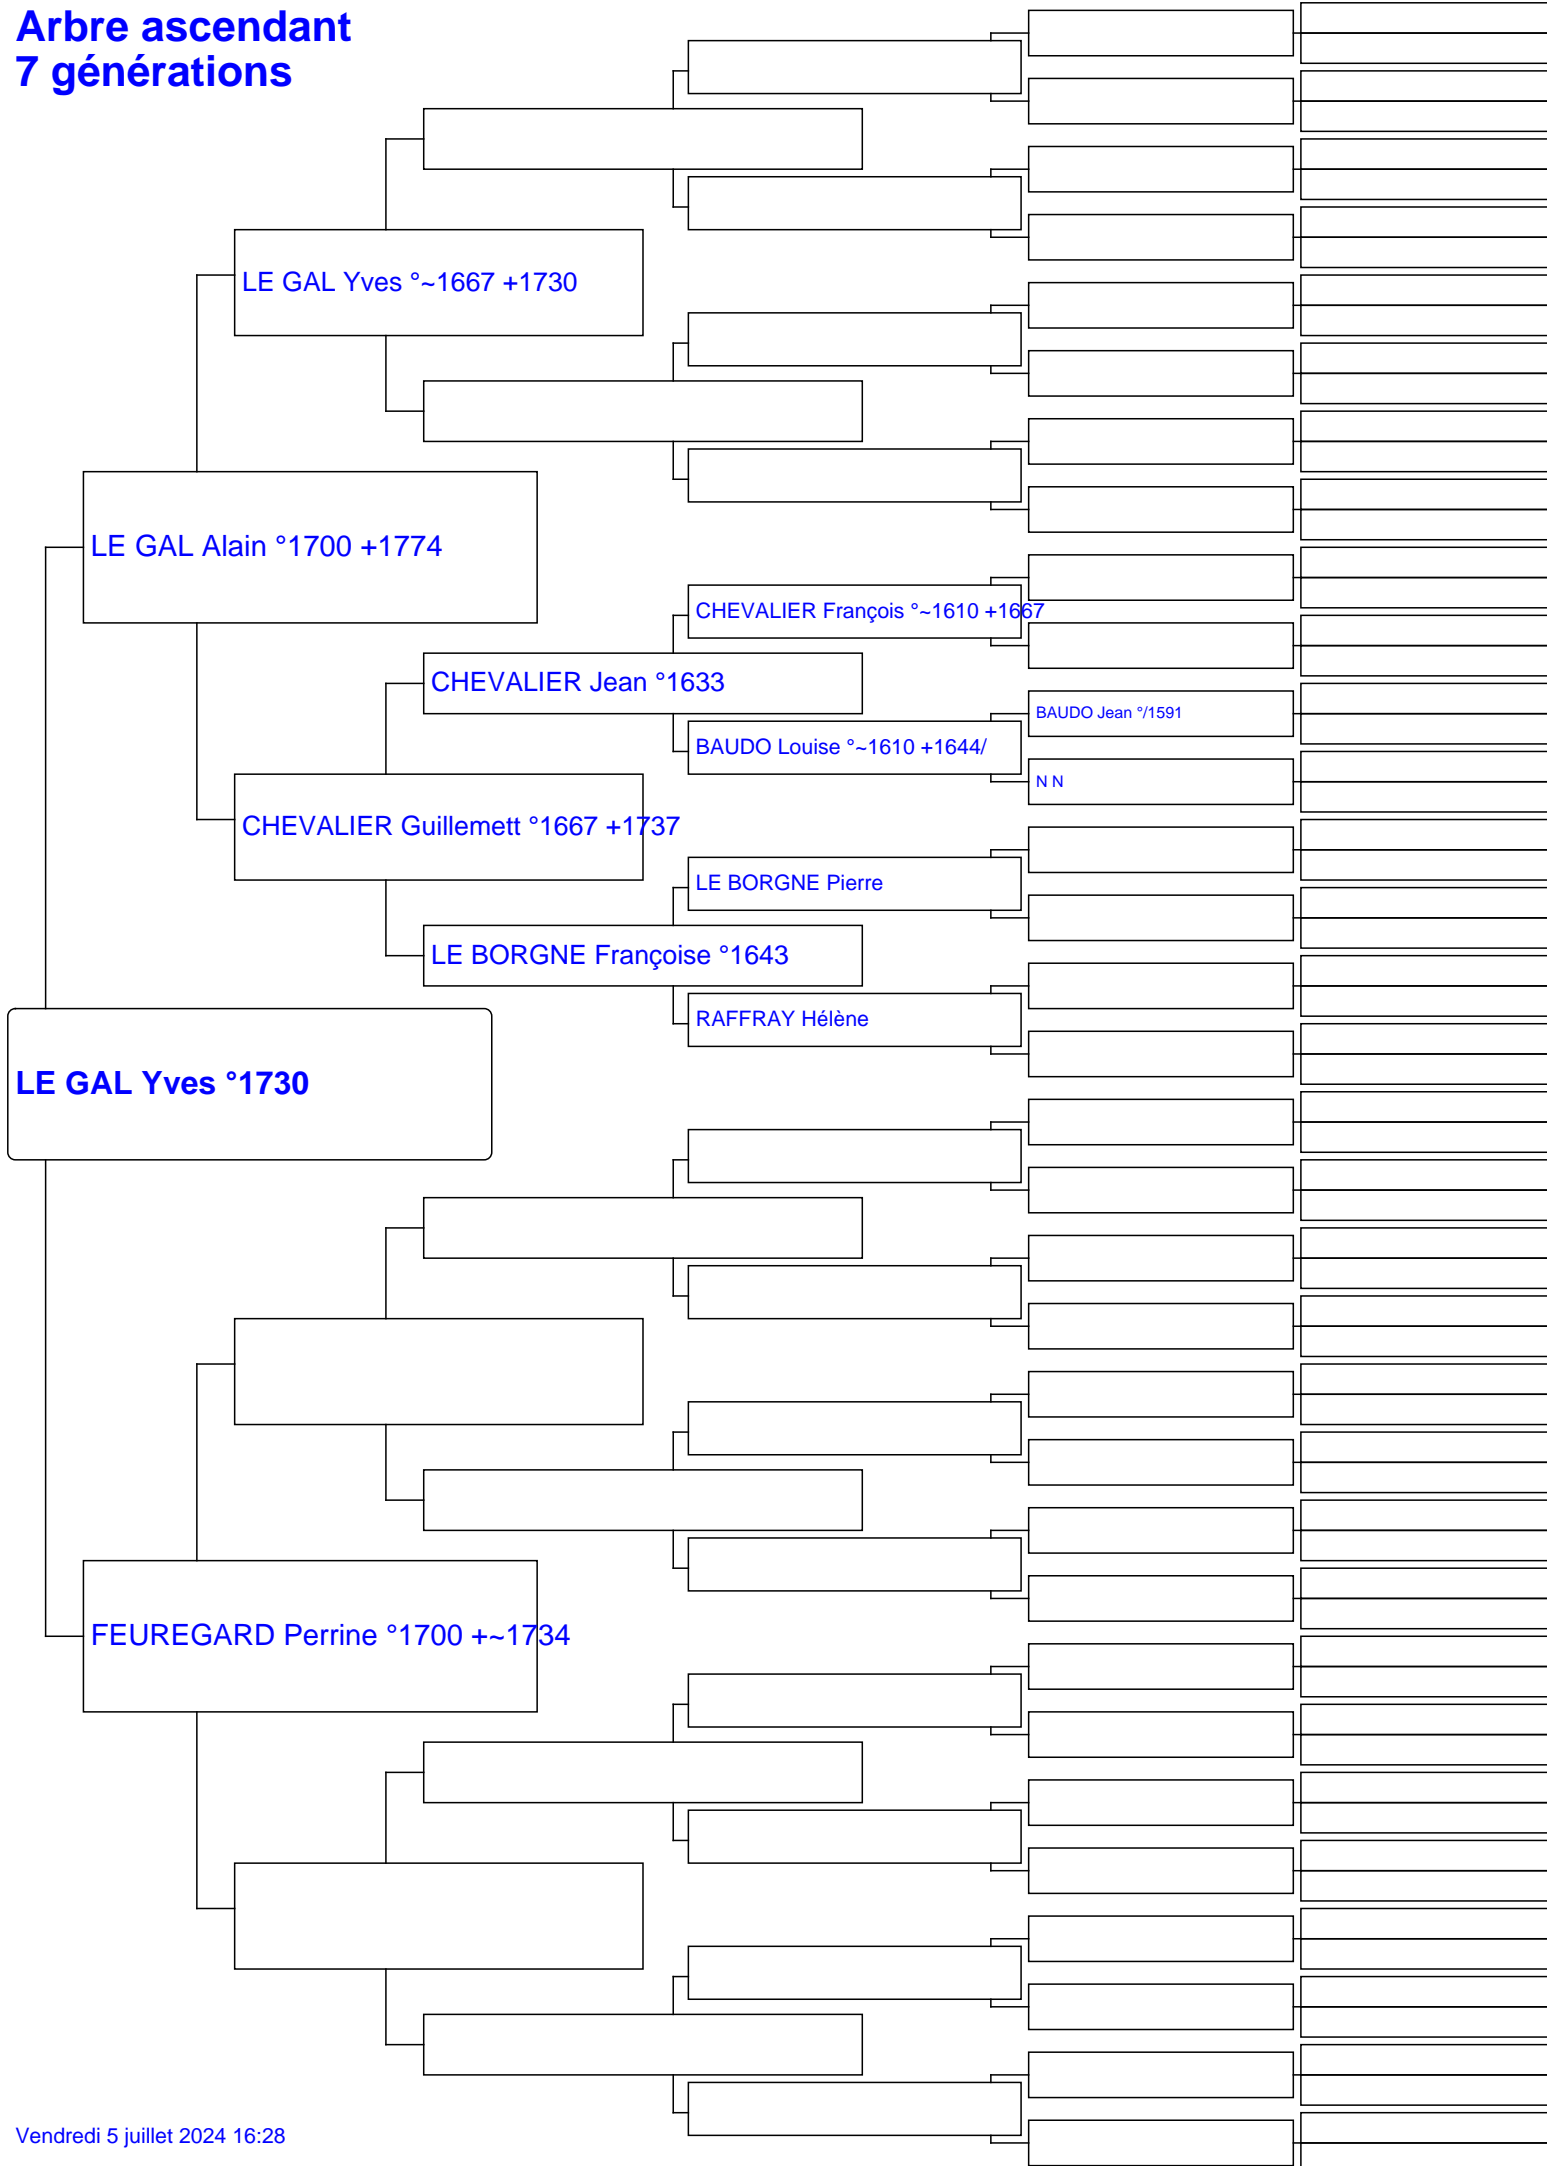 Arbre ascendant
7 générations
LE GAL Yves °~1667 +1730
LE GAL Alain °1700 +1774
CHEVALIER François °~1610 +1667
CHEVALIER Jean °1633
BAUDO Jean °/1591
BAUDO Louise °~1610 +1644/
N N
CHEVALIER Guillemett °1667 +1737
LE BORGNE Pierre
LE BORGNE Françoise °1643
RAFFRAY Hélène
LE GAL Yves °1730
FEUREGARD Perrine °1700 +~1734
Vendredi 5 juillet 2024 16:28